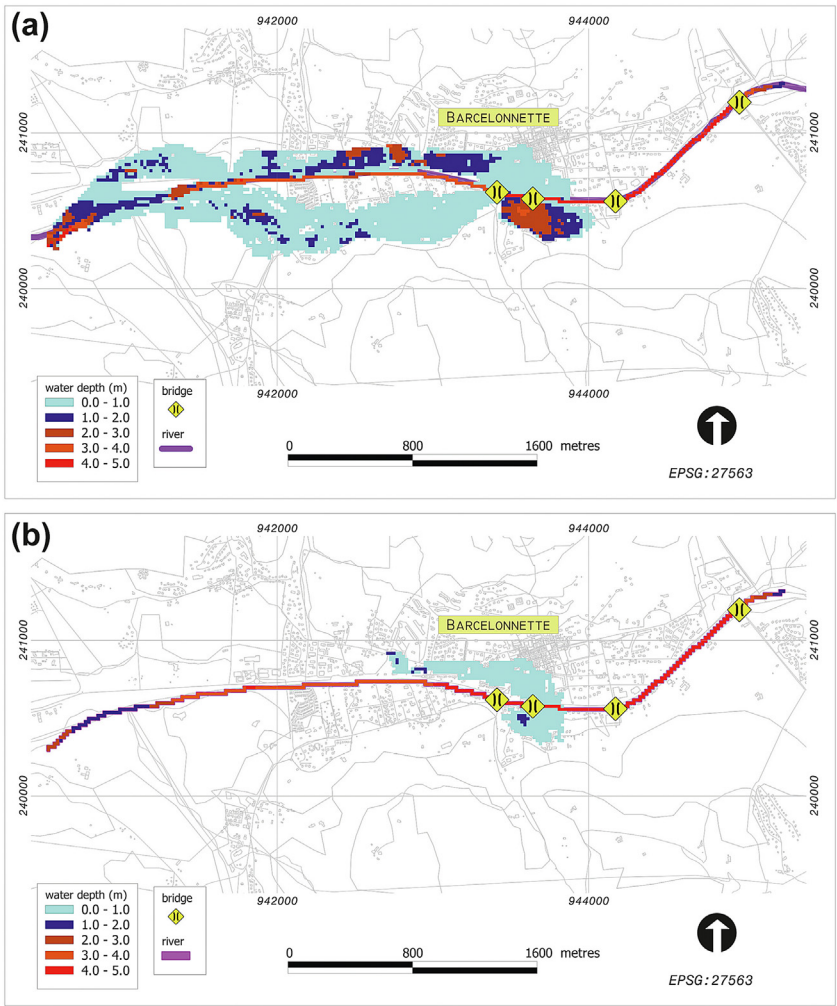 (a)
942000
944000
BARCELONNETTE
241000
241000
240000
240000
942000
944000
water depth (m)
0.0 - 1.0
1.0 - 2.0
2.0 - 3.0
3.0 - 4.0
4.0 - 5.0
bridge
river
0 800 1600 metres
EPSG:27563
(b)
942000
944000
BARCELONNETTE
241000
241000
240000
240000
942000
944000
water depth (m)
0.0 - 1.0
1.0 - 2.0
2.0 - 3.0
3.0 - 4.0
4.0 - 5.0
bridge
river
0 800 1600 metres
EPSG:27563